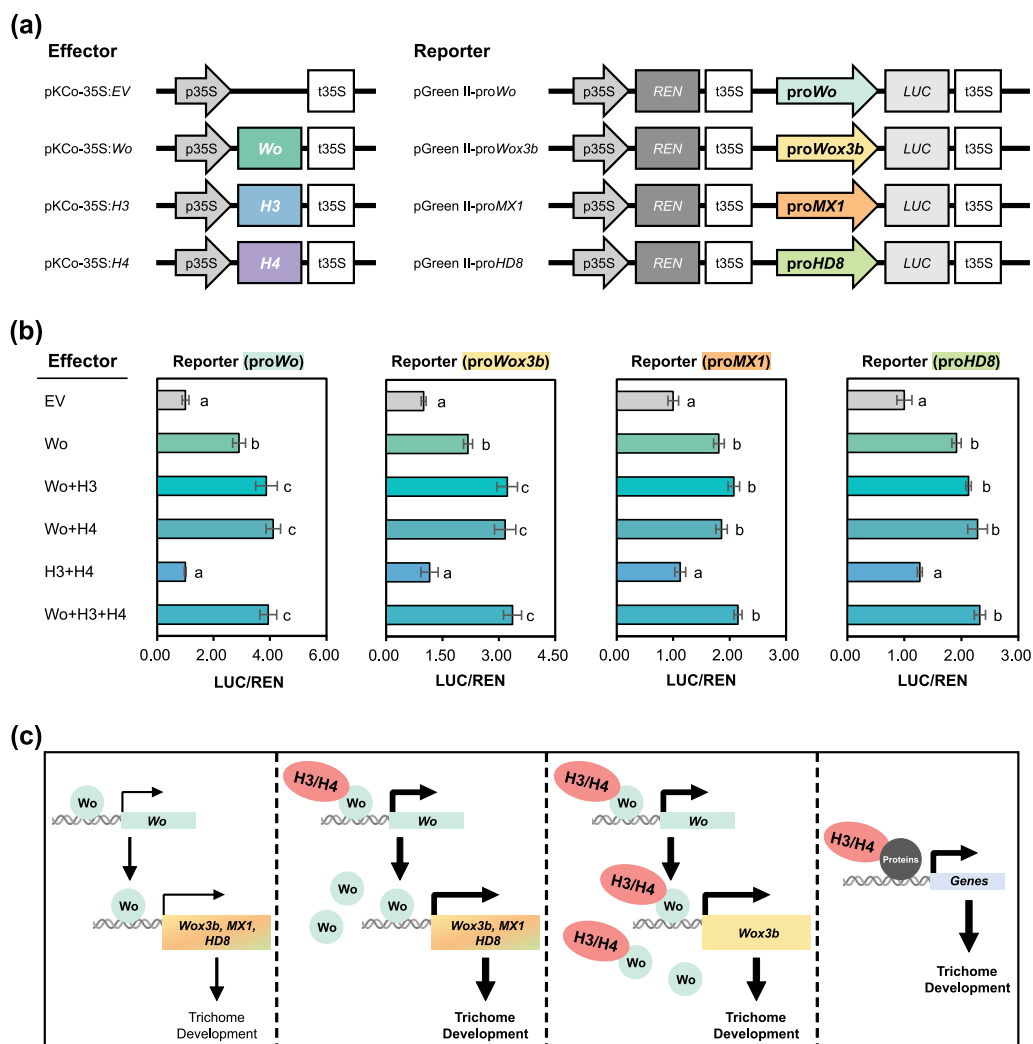 (a)
Effector
Reporter
pKCo-35S:EV
p35S
t35S
pGreen II-proWo
p35S
REN
t35S
proWo
LUC
t35S
pKCo-35S:Wo
p35S
Wo
t35S
pGreen II-proWox3b
p35S
REN
t35S
proWox3b
LUC
t35S
pKCo-35S:H3
p35S
H3
t35S
pGreen II-proMX1
p35S
REN
t35S
proMX1
LUC
t35S
pKCo-35S:H4
p35S
H4
t35S
pGreen II-proHD8
p35S
REN
t35S
proHD8
LUC
t35S
(b)
Effector
EV
Wo
Wo+H3
Wo+H4
H3+H4
Wo+H3+H4
Reporter (proWo)
a
b
c
c
a
c
0.00 2.00 4.00 6.00
LUC/REN
Reporter (proWox3b)
a
b
c
c
a
c
0.00 1.50 3.00 4.50
LUC/REN
Reporter (proMX1)
a
b
b
b
a
b
0.00 1.00 2.00 3.00
LUC/REN
Reporter (proHD8)
a
b
b
b
a
b
0.00 1.00 2.00 3.00
LUC/REN
(c)
Wo
Wo
Wo
Wox3b, MX1,
HD8
Trichome
Development
H3/H4
Wo
Wo
Wo
Wo
Wo
Wox3b, MX1
HD8
Trichome
Development
H3/H4
Wo
Wo
H3/H4
Wo
Wox3b
H3/H4
Wo
Wo
Trichome
Development
H3/H4
Proteins
Genes
Trichome
Development